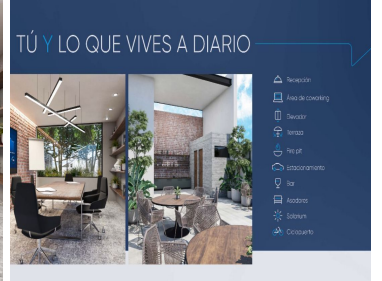 TÚ Y LO QUE VIVES A DIARIO
Recepción
Área de coworking
Elevador
Terraza
Fire pit
Estacionamiento
Bar
Asadores
Solarium
Ciclopuerto